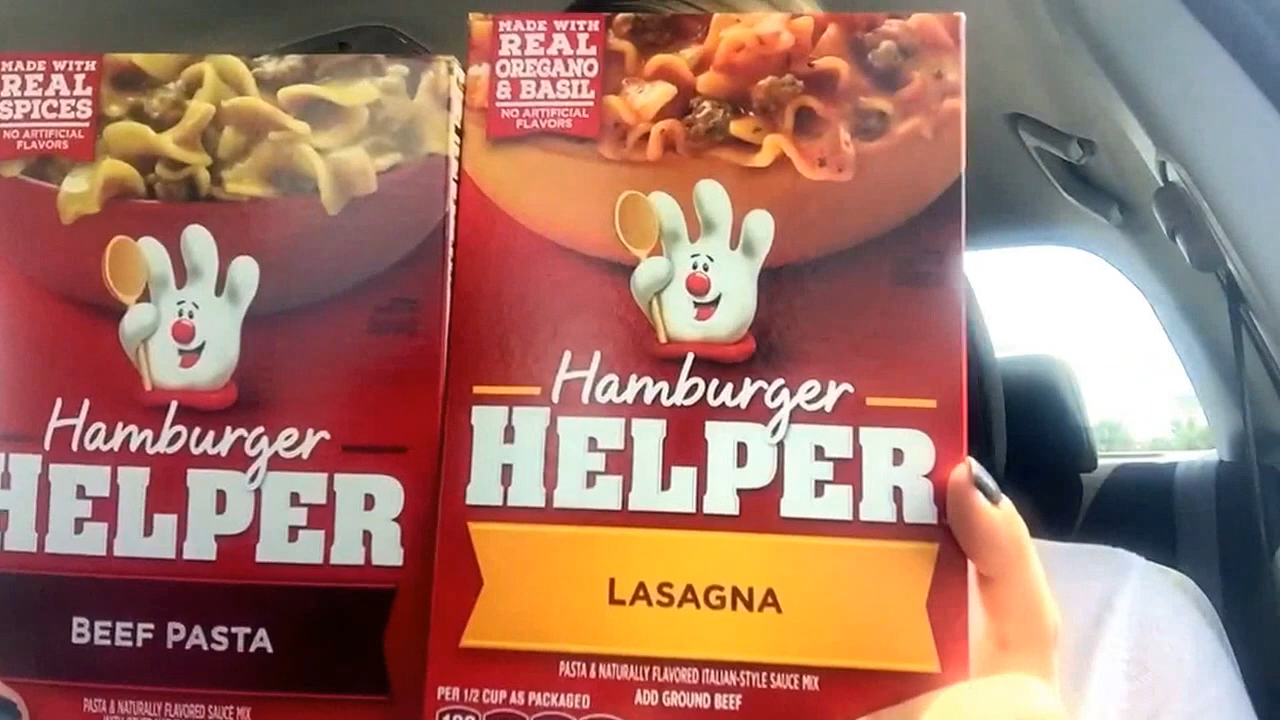 MADE WITH
REAL
SPICES
NO ARTIFICIAL
FLAVORS
Hamburger
HELPER
BEEF PASTA
PASTA & NATURALLY FLAVORED SAUCE MIX
MADE WITH
REAL
OREGANO
& BASIL
NO ARTIFICIAL
FLAVORS
Hamburger
HELPER
LASAGNA
PASTA & NATURALLY FLAVORED ITALIAN-STYLE SAUCE MIX
PER 1/2 CUP AS PACKAGED
ADD GROUND BEEF